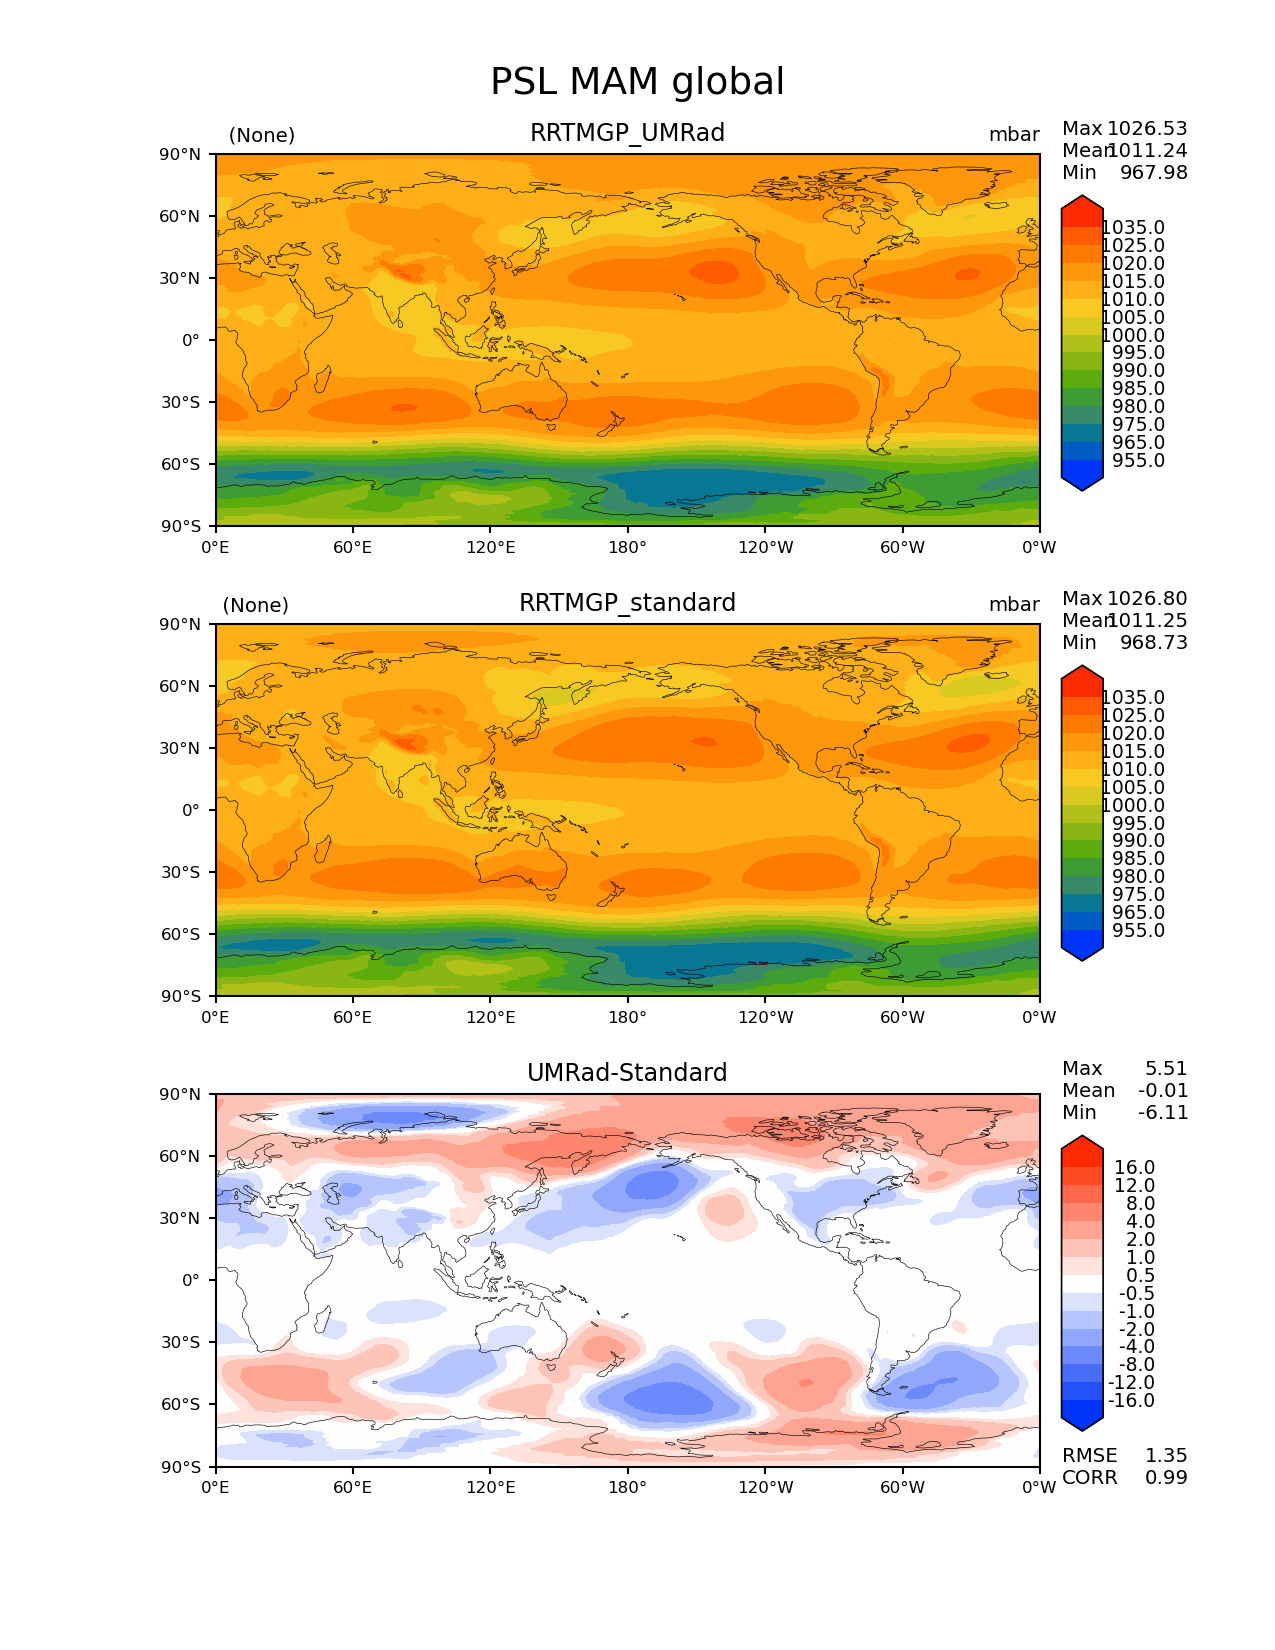 PSL MAM global
(None) RRTMGP_UMRad mbar
Max 1026.53
Mean 1011.24
Min 967.98
90°N
60°N
30°N
0°
30°S
60°S
90°S
0°E 60°E 120°E 180° 120°W 60°W 0°W
1035.0
1025.0
1020.0
1015.0
1010.0
1005.0
1000.0
995.0
990.0
985.0
980.0
975.0
965.0
955.0
(None) RRTMGP_standard mbar
Max 1026.80
Mean 1011.25
Min 968.73
90°N
60°N
30°N
0°
30°S
60°S
90°S
0°E 60°E 120°E 180° 120°W 60°W 0°W
1035.0
1025.0
1020.0
1015.0
1010.0
1005.0
1000.0
995.0
990.0
985.0
980.0
975.0
965.0
955.0
UMRad-Standard
Max 5.51
Mean -0.01
Min -6.11
90°N
60°N
30°N
0°
30°S
60°S
90°S
0°E 60°E 120°E 180° 120°W 60°W 0°W
16.0
12.0
8.0
4.0
2.0
1.0
0.5
-0.5
-1.0
-2.0
-4.0
-8.0
-12.0
-16.0
RMSE 1.35
CORR 0.99